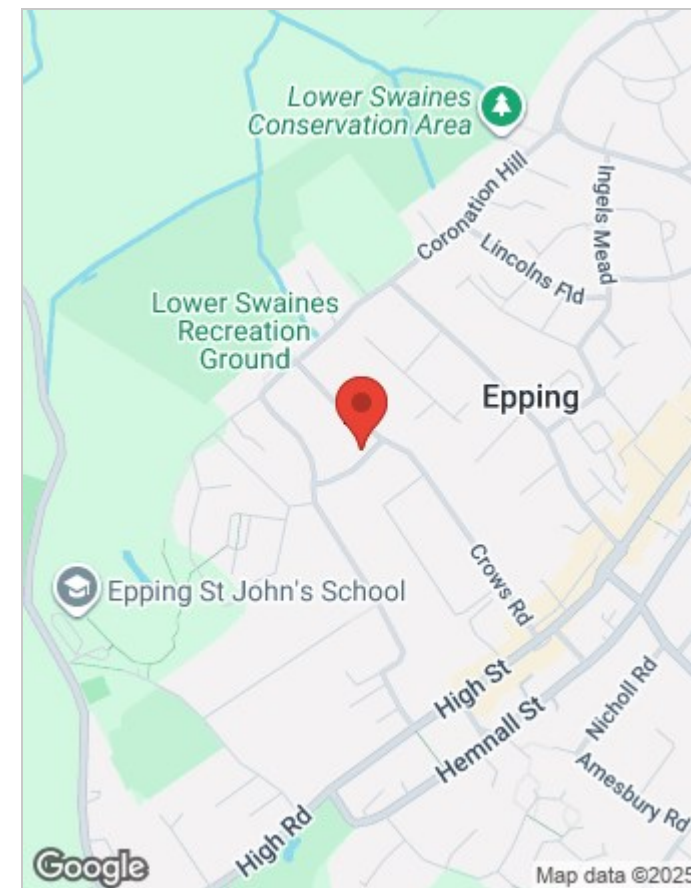 Lower Swaines
Conservation Area
Coronation Hill
Ingels Mead
Lincolns Fld
Lower Swaines
Recreation
Ground
Epping
Crows Rd
Epping St John's School
High St
Hemnall St
Nicholl Rd
Amesbury Rd
High Rd
Google
Map data ©2025